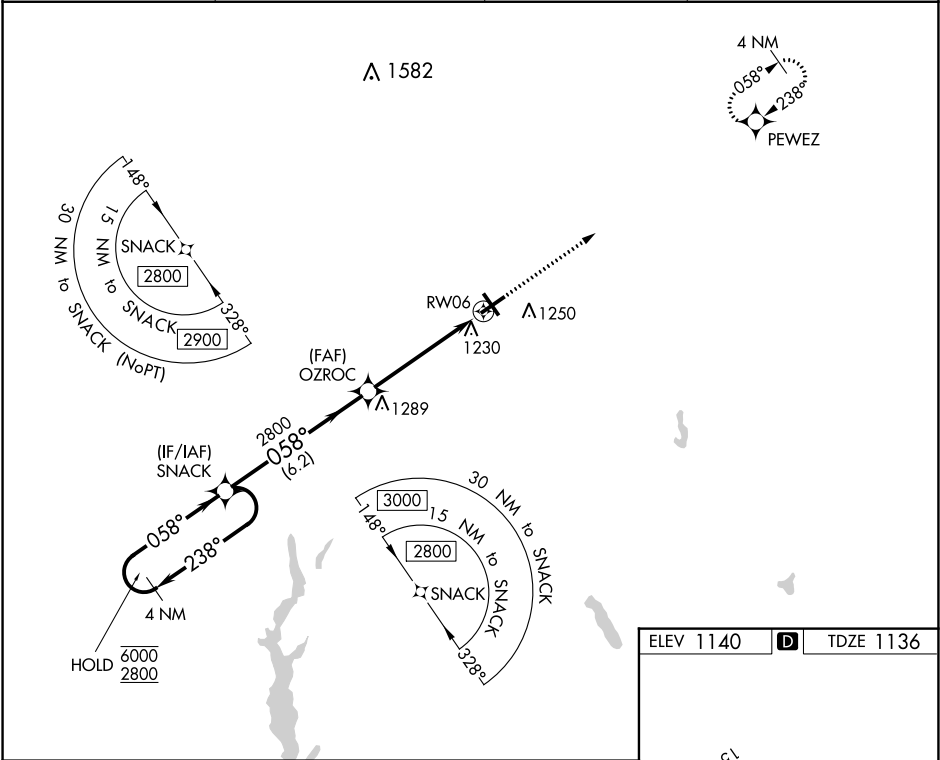 1582
4 NM
058°
238°
PEWEZ
148°
30 NM to SNACK (NoPT)
15 NM to SNACK
SNACK
2800
2900
328°
RW06
1250
1230
(FAF)
OZROC
1289
2800
058°
(6.2)
(IF/IAF)
SNACK
058°
238°
4 NM
HOLD 6000
2800
30 NM to SNACK
3000
15 NM to SNACK
148°
2800
SNACK
328°
ELEV 1140 D TDZE 1136
15